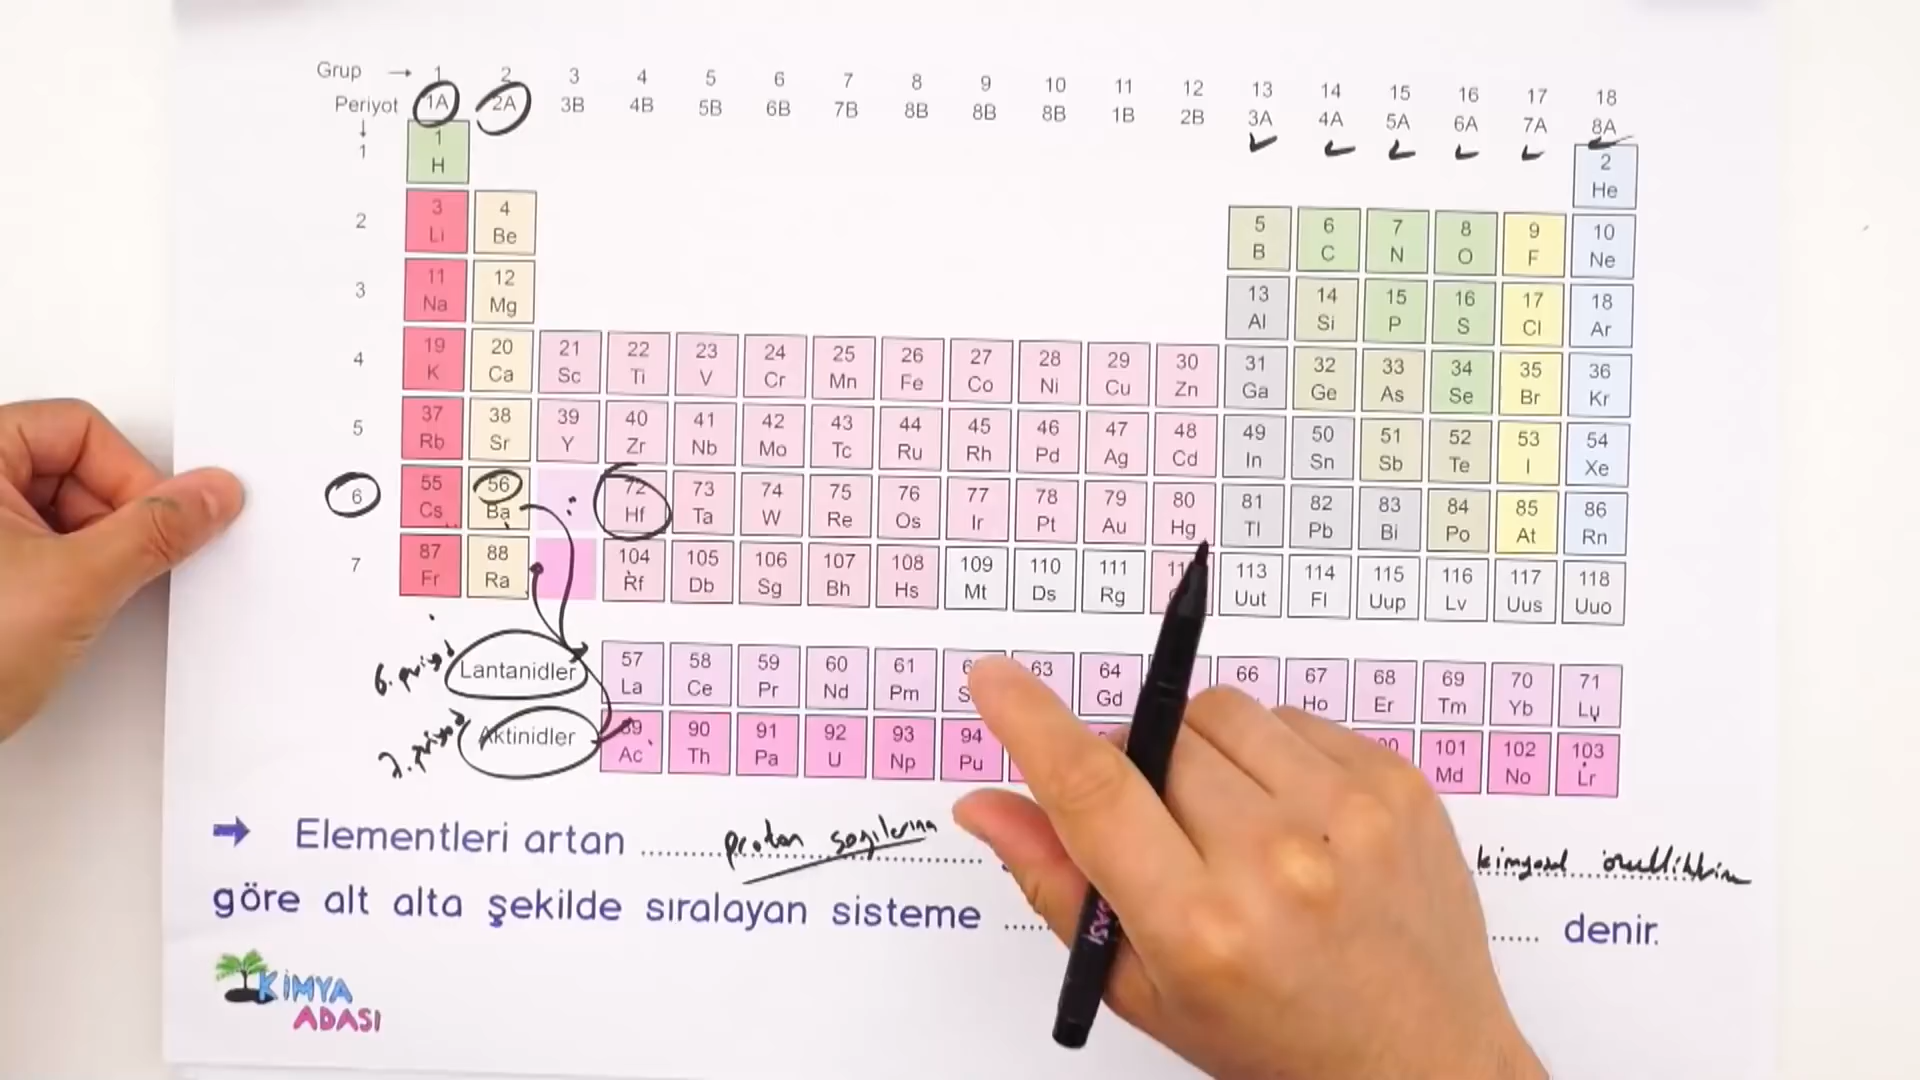 Grup → 1 2 3 4 5 6 7 8 9 10 11 12 13 14 15 16 17 18
Periyot 1A 2A 3B 4B 5B 6B 7B 8B 8B 8B 1B 2B 3A 4A 5A 6A 7A 8A
↓
1 1 2
H He
2 3 4 5 6 7 8 9 10
Li Be B C N O F Ne
3 11 12 13 14 15 16 17 18
Na Mg Al Si P S Cl Ar
4 19 20 21 22 23 24 25 26 27 28 29 30 31 32 33 34 35 36
K Ca Sc Ti V Cr Mn Fe Co Ni Cu Zn Ga Ge As Se Br Kr
5 37 38 39 40 41 42 43 44 45 46 47 48 49 50 51 52 53 54
Rb Sr Y Zr Nb Mo Tc Ru Rh Pd Ag Cd In Sn Sb Te I Xe
6 55 56 72 73 74 75 76 77 78 79 80 81 82 83 84 85 86
Cs Ba Hf Ta W Re Os Ir Pt Au Hg Tl Pb Bi Po At Rn
7 87 88 104 105 106 107 108 109 110 111 113 114 115 116 117 118
Fr Ra Rf Db Sg Bh Hs Mt Ds Rg Uut Fl Uup Lv Uus Uuo
6. periyot Lantanidler 57 58 59 60 61 63 64 66 67 68 69 70 71
La Ce Pr Nd Pm Gd Ho Er Tm Yb Lu
7. periyot Aktinidler 89 90 91 92 93 94 101 102 103
Ac Th Pa U Np Pu Md No Lr
→ Elementleri artan proton sayılarına kimyasal özelliklerine
göre alt alta şekilde sıralayan sisteme denir.
KİMYA
ADASI